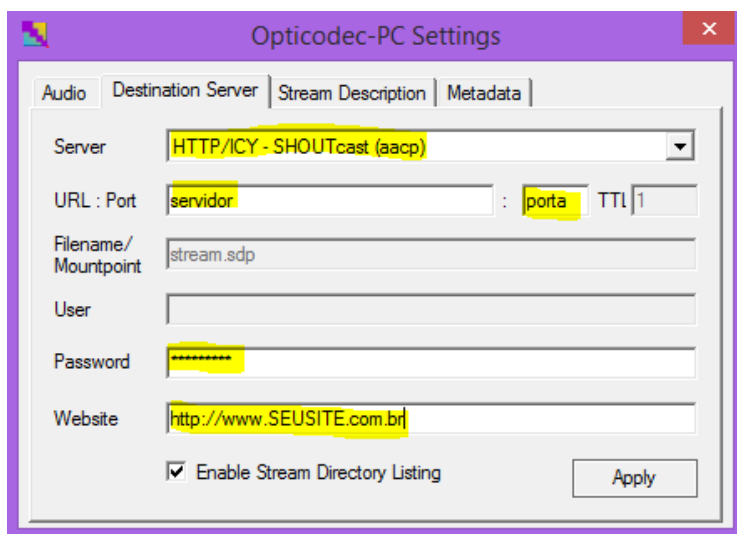 Opticodec-PC Settings
Audio Destination Server Stream Description Metadata
Server HTTP/ICY - SHOUTcast (aacp)
URL : Port servidor : porta TTL 1
Filename/
Mountpoint stream.sdp
User
Password *********
Website http://www.SEUSITE.com.br
Enable Stream Directory Listing Apply